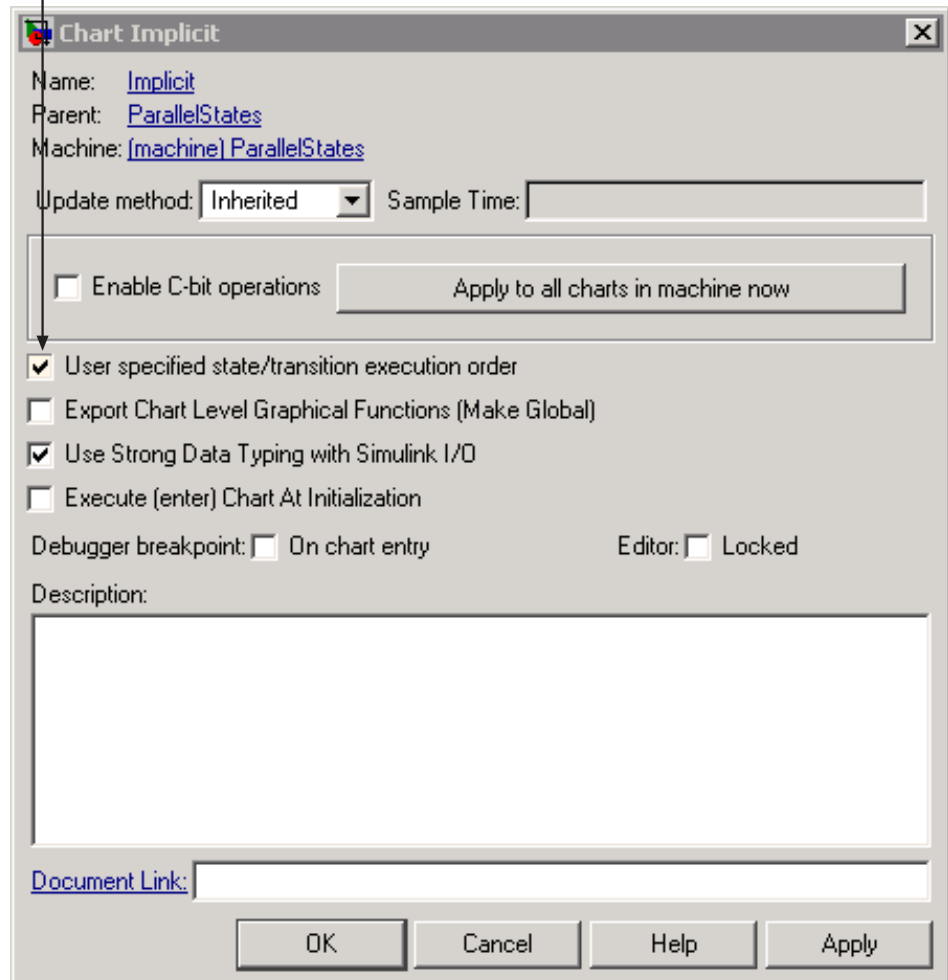 Chart Implicit
Name: Implicit
Parent: ParallelStates
Machine: (machine) ParallelStates
Update method: Inherited Sample Time:
Enable C-bit operations Apply to all charts in machine now
User specified state/transition execution order
Export Chart Level Graphical Functions (Make Global)
Use Strong Data Typing with Simulink I/O
Execute (enter) Chart At Initialization
Debugger breakpoint: On chart entry Editor: Locked
Description:
Document Link:
OK Cancel Help Apply